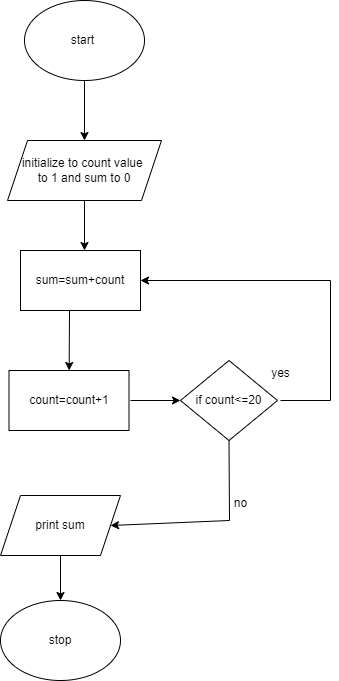 start
initialize to count value
to 1 and sum to 0
sum=sum+count
yes
count=count+1
if count<=20
no
print sum
stop